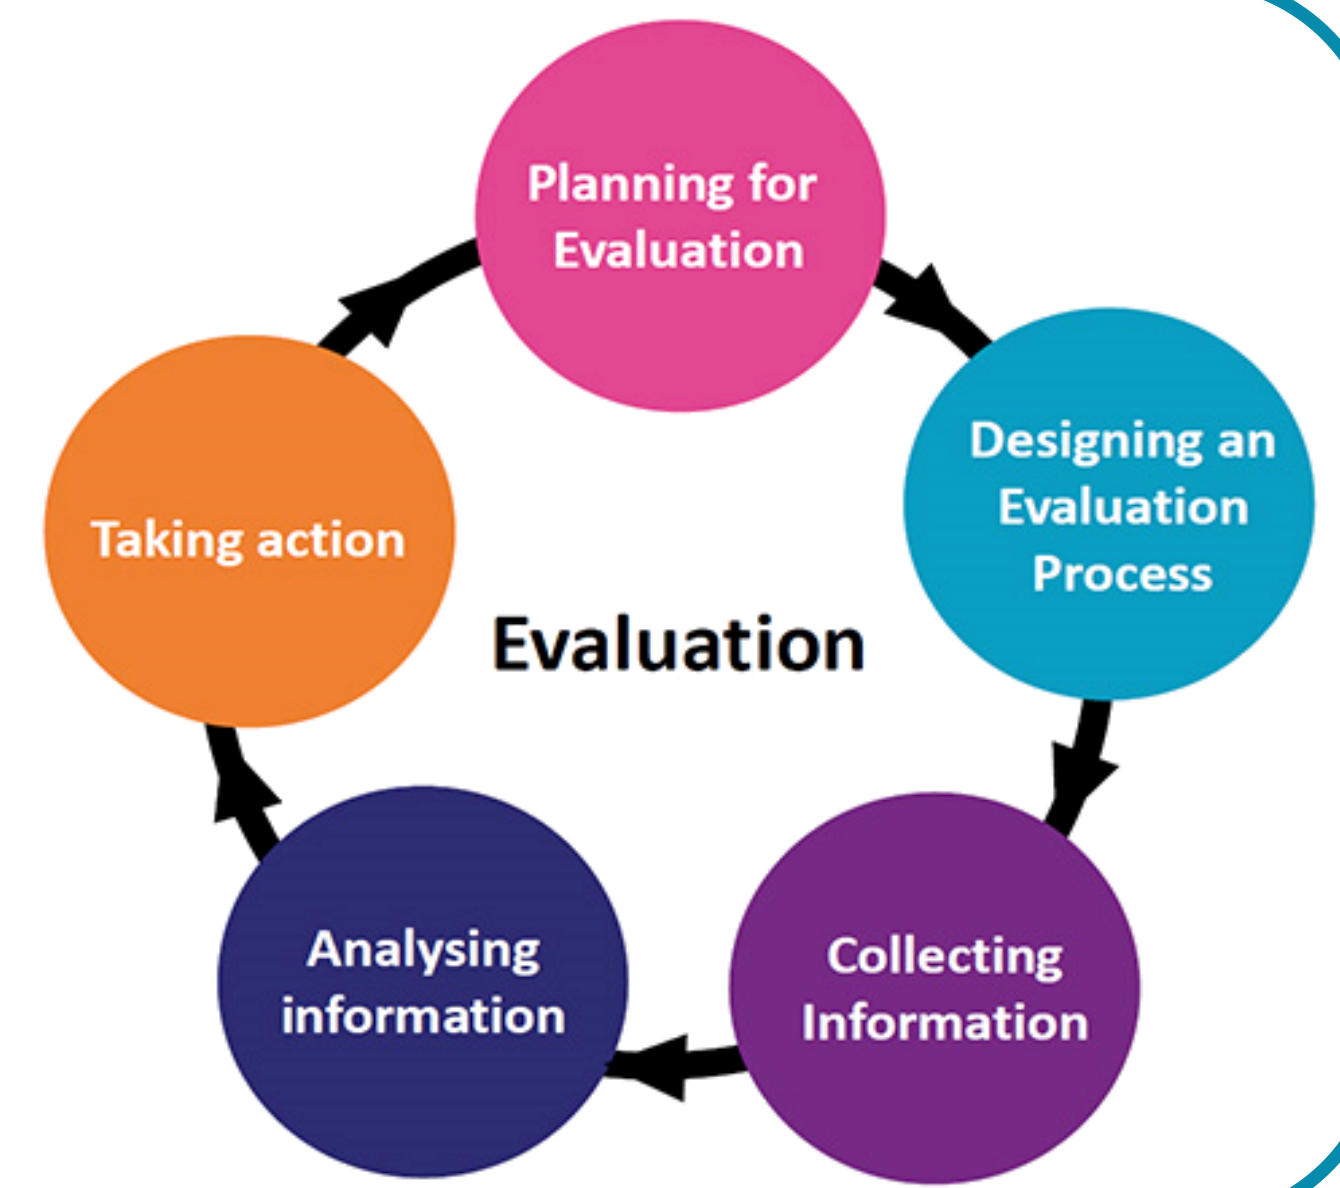 Planning for
Evaluation
Designing an
Evaluation
Process
Collecting
Information
Analysing
information
Taking action
Evaluation